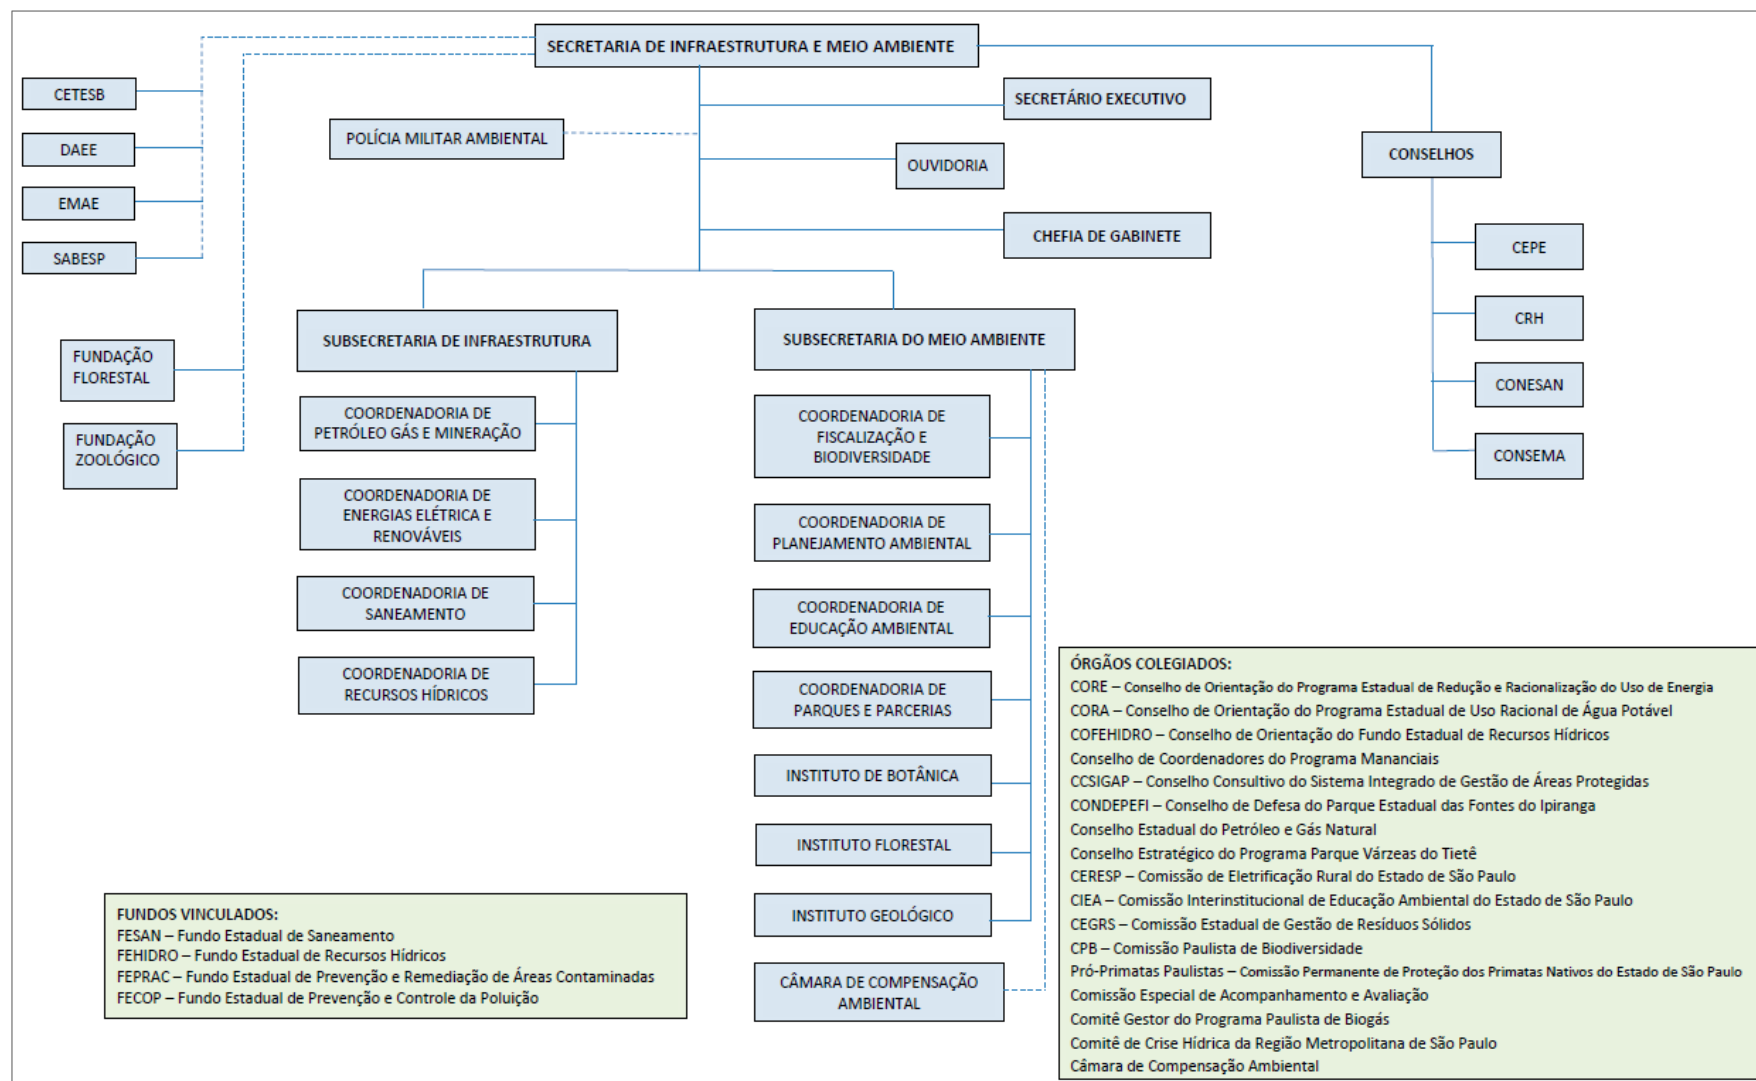 SECRETARIA DE INFRAESTRUTURA E MEIO AMBIENTE
CETESB
DAEE
EMAE
SABESP
FUNDAÇÃO
FLORESTAL
FUNDAÇÃO
ZOOLÓGICO
POLÍCIA MILITAR AMBIENTAL
SECRETÁRIO EXECUTIVO
OUVIDORIA
CHEFIA DE GABINETE
CONSELHOS
CEPE
CRH
CONESAN
CONSEMA
SUBSECRETARIA DE INFRAESTRUTURA
COORDENADORIA DE
PETRÓLEO GÁS E MINERAÇÃO
COORDENADORIA DE
ENERGIAS ELÉTRICA E
RENOVÁVEIS
COORDENADORIA DE
SANEAMENTO
COORDENADORIA DE
RECURSOS HÍDRICOS
SUBSECRETARIA DO MEIO AMBIENTE
COORDENADORIA DE
FISCALIZAÇÃO E
BIODIVERSIDADE
COORDENADORIA DE
PLANEJAMENTO AMBIENTAL
COORDENADORIA DE
EDUCAÇÃO AMBIENTAL
COORDENADORIA DE
PARQUES E PARCERIAS
INSTITUTO DE BOTÂNICA
INSTITUTO FLORESTAL
INSTITUTO GEOLÓGICO
CÂMARA DE COMPENSAÇÃO
AMBIENTAL
FUNDOS VINCULADOS:
FESAN – Fundo Estadual de Saneamento
FEHIDRO – Fundo Estadual de Recursos Hídricos
FEPRAC – Fundo Estadual de Prevenção e Remediação de Áreas Contaminadas
FECOP – Fundo Estadual de Prevenção e Controle da Poluição
ÓRGÃOS COLEGIADOS:
CORE – Conselho de Orientação do Programa Estadual de Redução e Racionalização do Uso de Energia
CORA – Conselho de Orientação do Programa Estadual de Uso Racional de Água Potável
COFEHIDRO – Conselho de Orientação do Fundo Estadual de Recursos Hídricos
Conselho de Coordenadores do Programa Mananciais
CCSIGAP – Conselho Consultivo do Sistema Integrado de Gestão de Áreas Protegidas
CONDEPEFI – Conselho de Defesa do Parque Estadual das Fontes do Ipiranga
Conselho Estadual do Petróleo e Gás Natural
Conselho Estratégico do Programa Parque Várzeas do Tietê
CERESP – Comissão de Eletrificação Rural do Estado de São Paulo
CIEA – Comissão Interinstitucional de Educação Ambiental do Estado de São Paulo
CEGRS – Comissão Estadual de Gestão de Resíduos Sólidos
CPB – Comissão Paulista de Biodiversidade
Pró-Primatas Paulistas – Comissão Permanente de Proteção dos Primatas Nativos do Estado de São Paulo
Comissão Especial de Acompanhamento e Avaliação
Comitê Gestor do Programa Paulista de Biogás
Comitê de Crise Hídrica da Região Metropolitana de São Paulo
Câmara de Compensação Ambiental